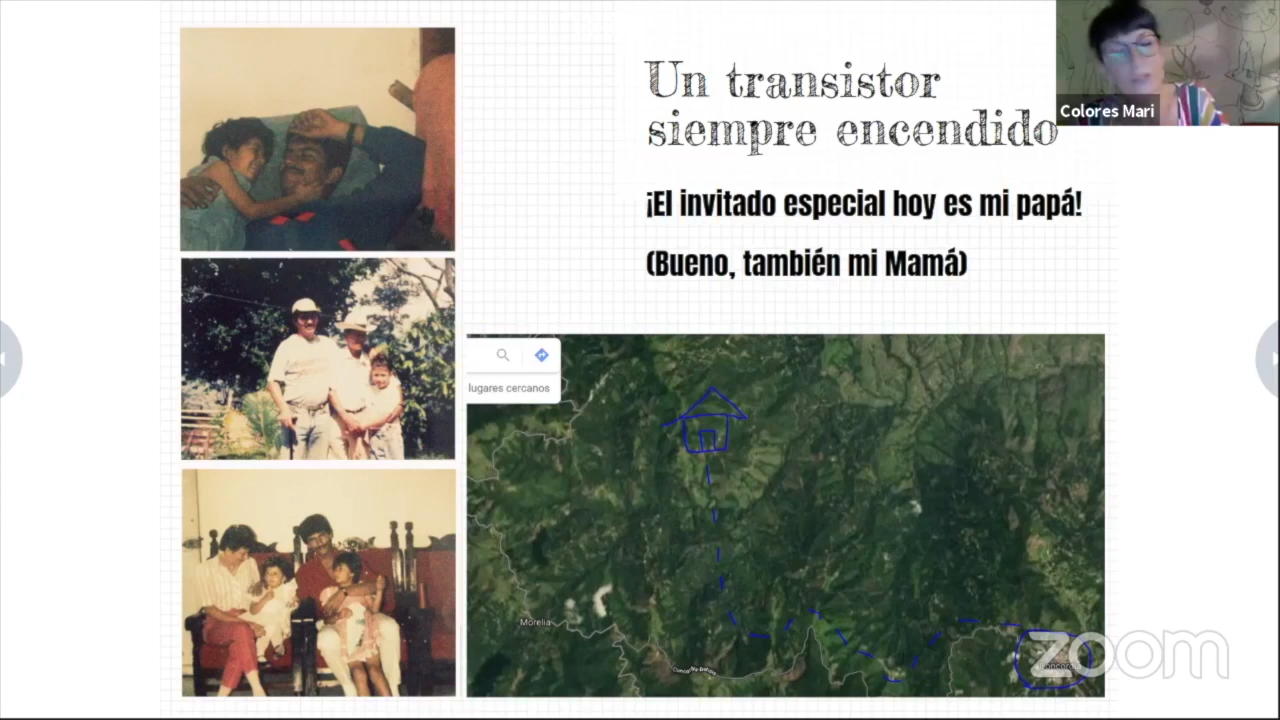 Un transistor
siempre encendido
Colores Mari
¡El invitado especial hoy es mi papá!
(Bueno, también mi Mamá)
lugares cercanos
Morelia
zoom